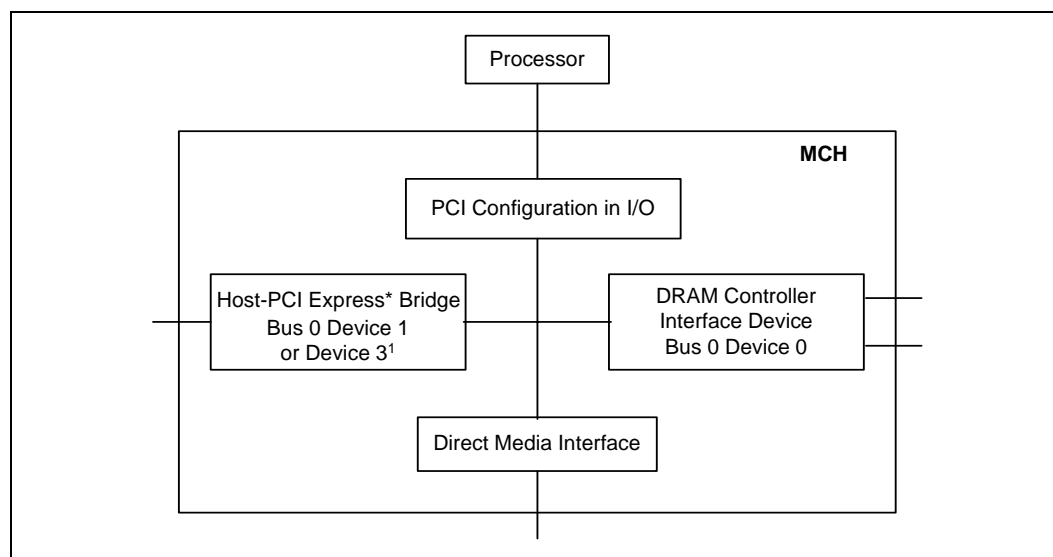 Processor
MCH
PCI Configuration in I/O
Host-PCI Express* Bridge
Bus 0 Device 1
or Device 3¹
DRAM Controller
Interface Device
Bus 0 Device 0
Direct Media Interface